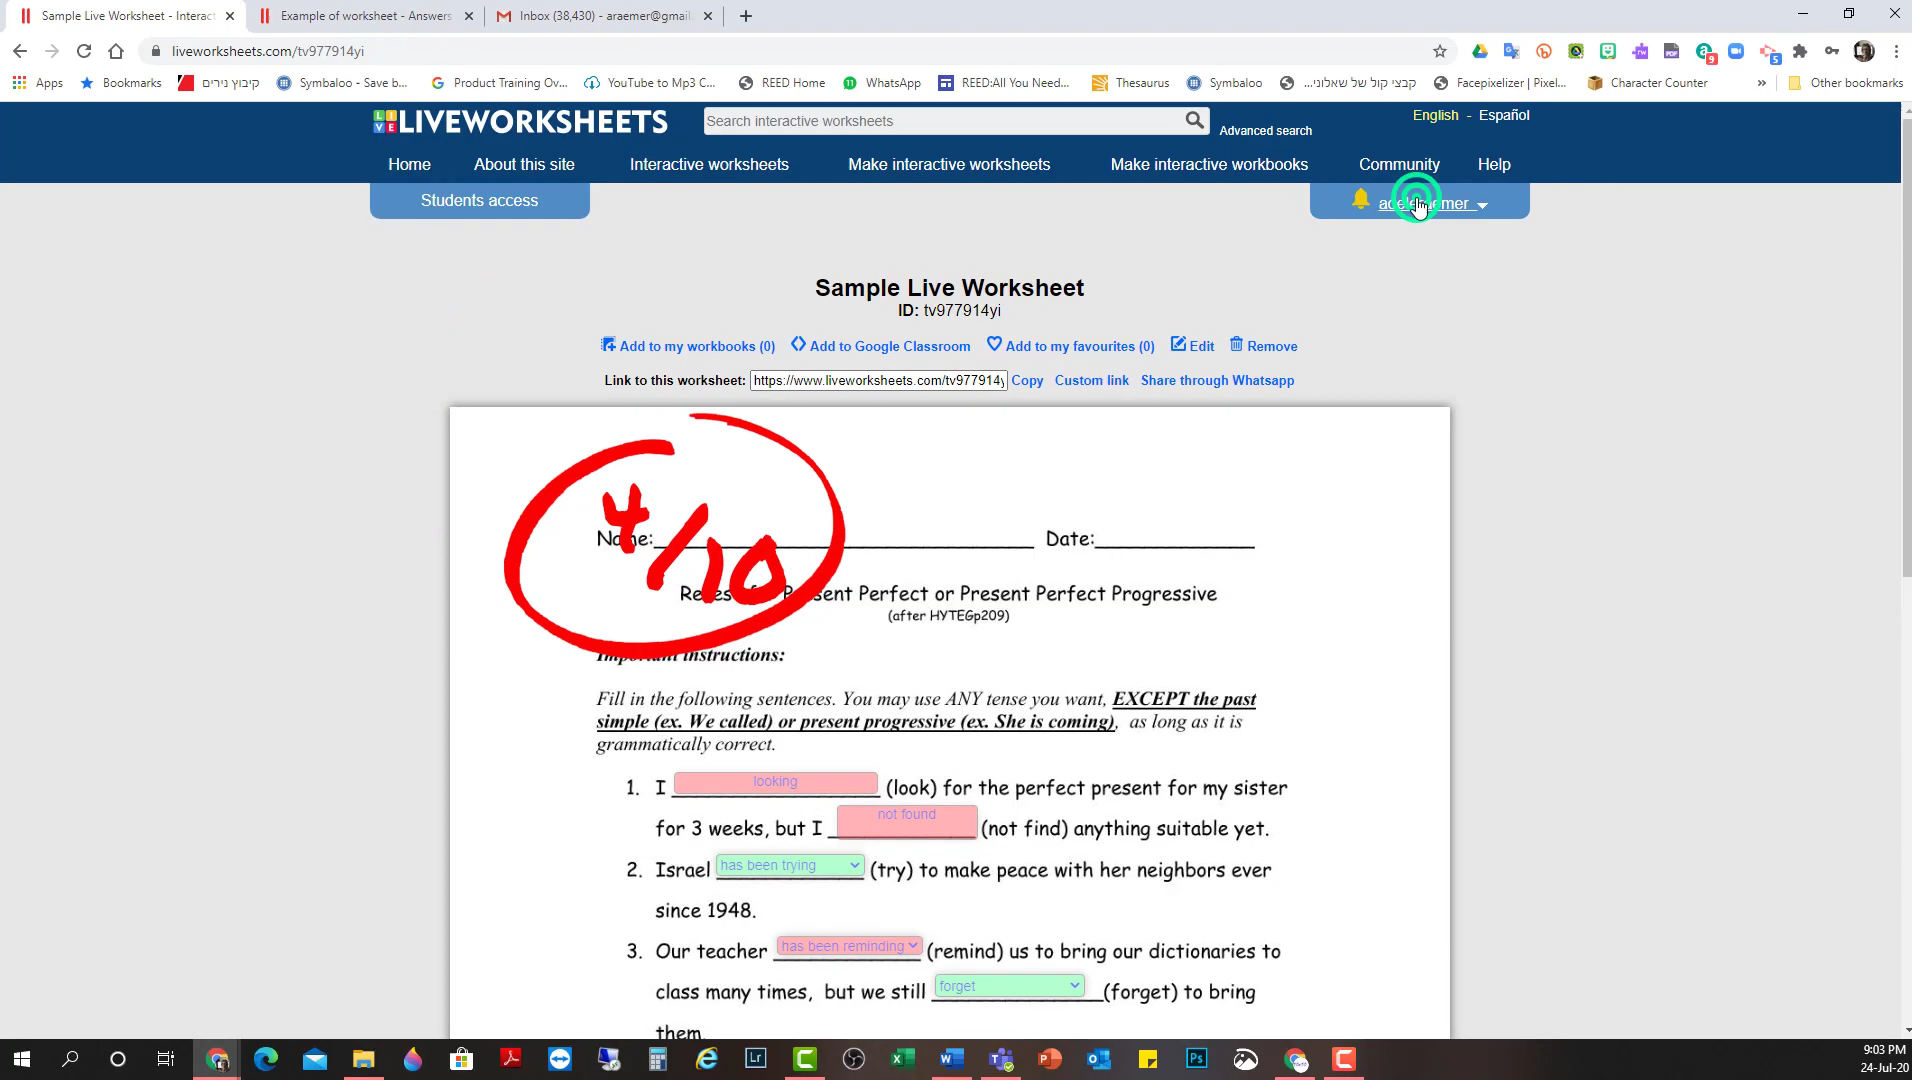 Sample Live Worksheet - Interac
Example of worksheet - Answers
Inbox (38,430) - araemer@gmail.
liveworksheets.com/tv977914yi
Apps
Bookmarks
קיבוץ נירים
Symbaloo - Save b...
Product Training Ov...
YouTube to Mp3 C...
REED Home
WhatsApp
REED:All You Need...
Thesaurus
Symbaloo
קבצי קול של שאלוני...
Facepixelizer | Pixel...
Character Counter
Other bookmarks
LIVEWORKSHEETS
Search interactive worksheets
Advanced search
English - Español
Home
About this site
Interactive worksheets
Make interactive worksheets
Make interactive workbooks
Community
Help
Students access
Sample Live Worksheet
ID: tv977914yi
Add to my workbooks (0)
Add to Google Classroom
Add to my favourites (0)
Edit
Remove
Link to this worksheet: https://www.liveworksheets.com/tv977914y Copy Custom link Share through Whatsapp
4/10
Name: Date:
Present Perfect or Present Perfect Progressive
(after HYTEGp209)
Important instructions:
Fill in the following sentences. You may use ANY tense you want, EXCEPT the past
simple (ex. We called) or present progressive (ex. She is coming), as long as it is
grammatically correct.
1. I looking (look) for the perfect present for my sister
for 3 weeks, but I not found (not find) anything suitable yet.
2. Israel has been trying (try) to make peace with her neighbors ever
since 1948.
3. Our teacher has been reminding (remind) us to bring our dictionaries to
class many times, but we still forget (forget) to bring
them.
9:03 PM
24-Jul-20